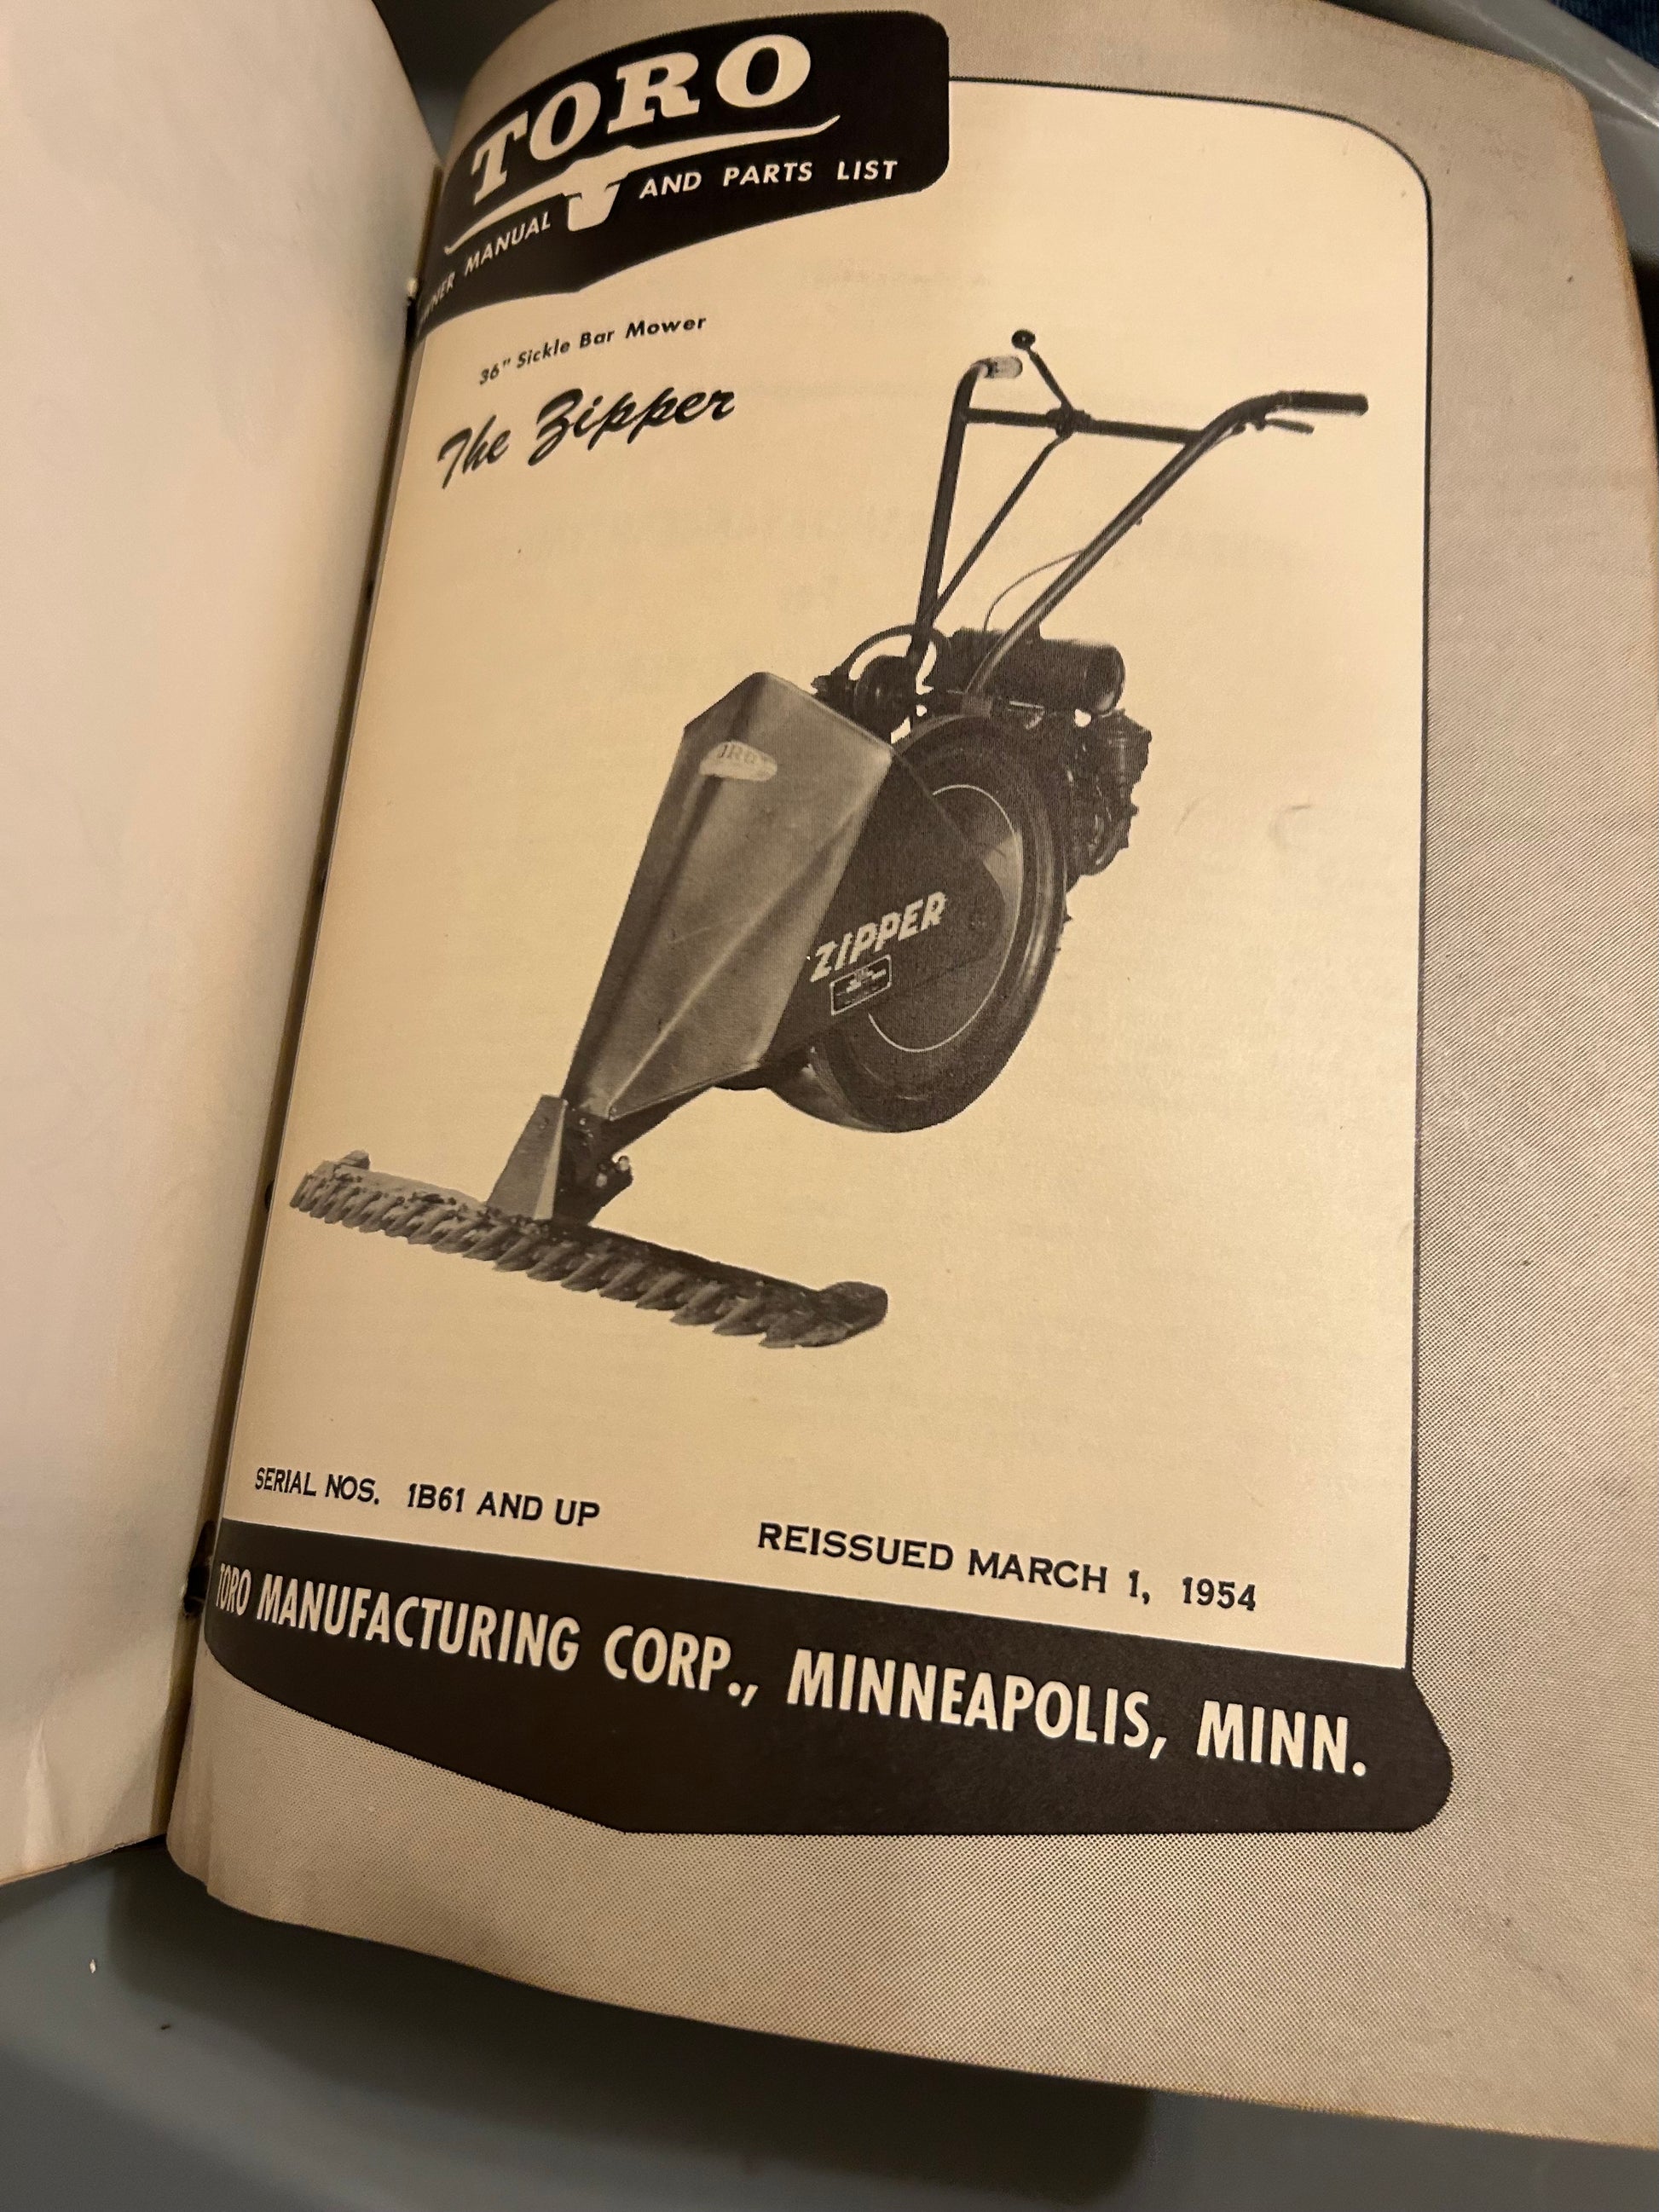 TORO
OWNER MANUAL AND PARTS LIST
36" Sickle Bar Mower
The Zipper
TORO
ZIPPER
SERIAL NOS. 1B61 AND UP
REISSUED MARCH 1, 1954
TORO MANUFACTURING CORP., MINNEAPOLIS, MINN.